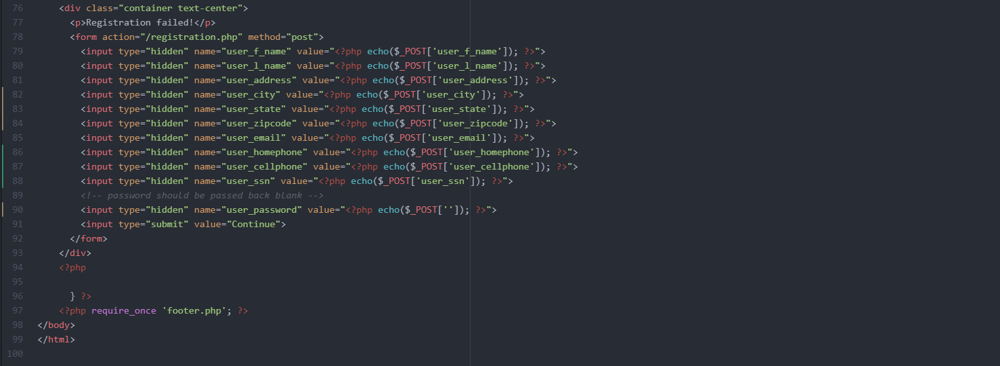 76 <div class="container text-center">
77 <p>Registration failed!</p>
78 <form action="/registration.php" method="post">
79 <input type="hidden" name="user_f_name" value="<?php echo($_POST['user_f_name']); ?>">
80 <input type="hidden" name="user_l_name" value="<?php echo($_POST['user_l_name']); ?>">
81 <input type="hidden" name="user_address" value="<?php echo($_POST['user_address']); ?>">
82 <input type="hidden" name="user_city" value="<?php echo($_POST['user_city']); ?>">
83 <input type="hidden" name="user_state" value="<?php echo($_POST['user_state']); ?>">
84 <input type="hidden" name="user_zipcode" value="<?php echo($_POST['user_zipcode']); ?>">
85 <input type="hidden" name="user_email" value="<?php echo($_POST['user_email']); ?>">
86 <input type="hidden" name="user_homephone" value="<?php echo($_POST['user_homephone']); ?>">
87 <input type="hidden" name="user_cellphone" value="<?php echo($_POST['user_cellphone']); ?>">
88 <input type="hidden" name="user_ssn" value="<?php echo($_POST['user_ssn']); ?>">
89 <!-- password should be passed back blank -->
90 <input type="hidden" name="user_password" value="<?php echo($_POST['']); ?>">
91 <input type="submit" value="Continue">
92 </form>
93 </div>
94 <?php
95
96 } ?>
97 <?php require_once 'footer.php'; ?>
98 </body>
99 </html>
100